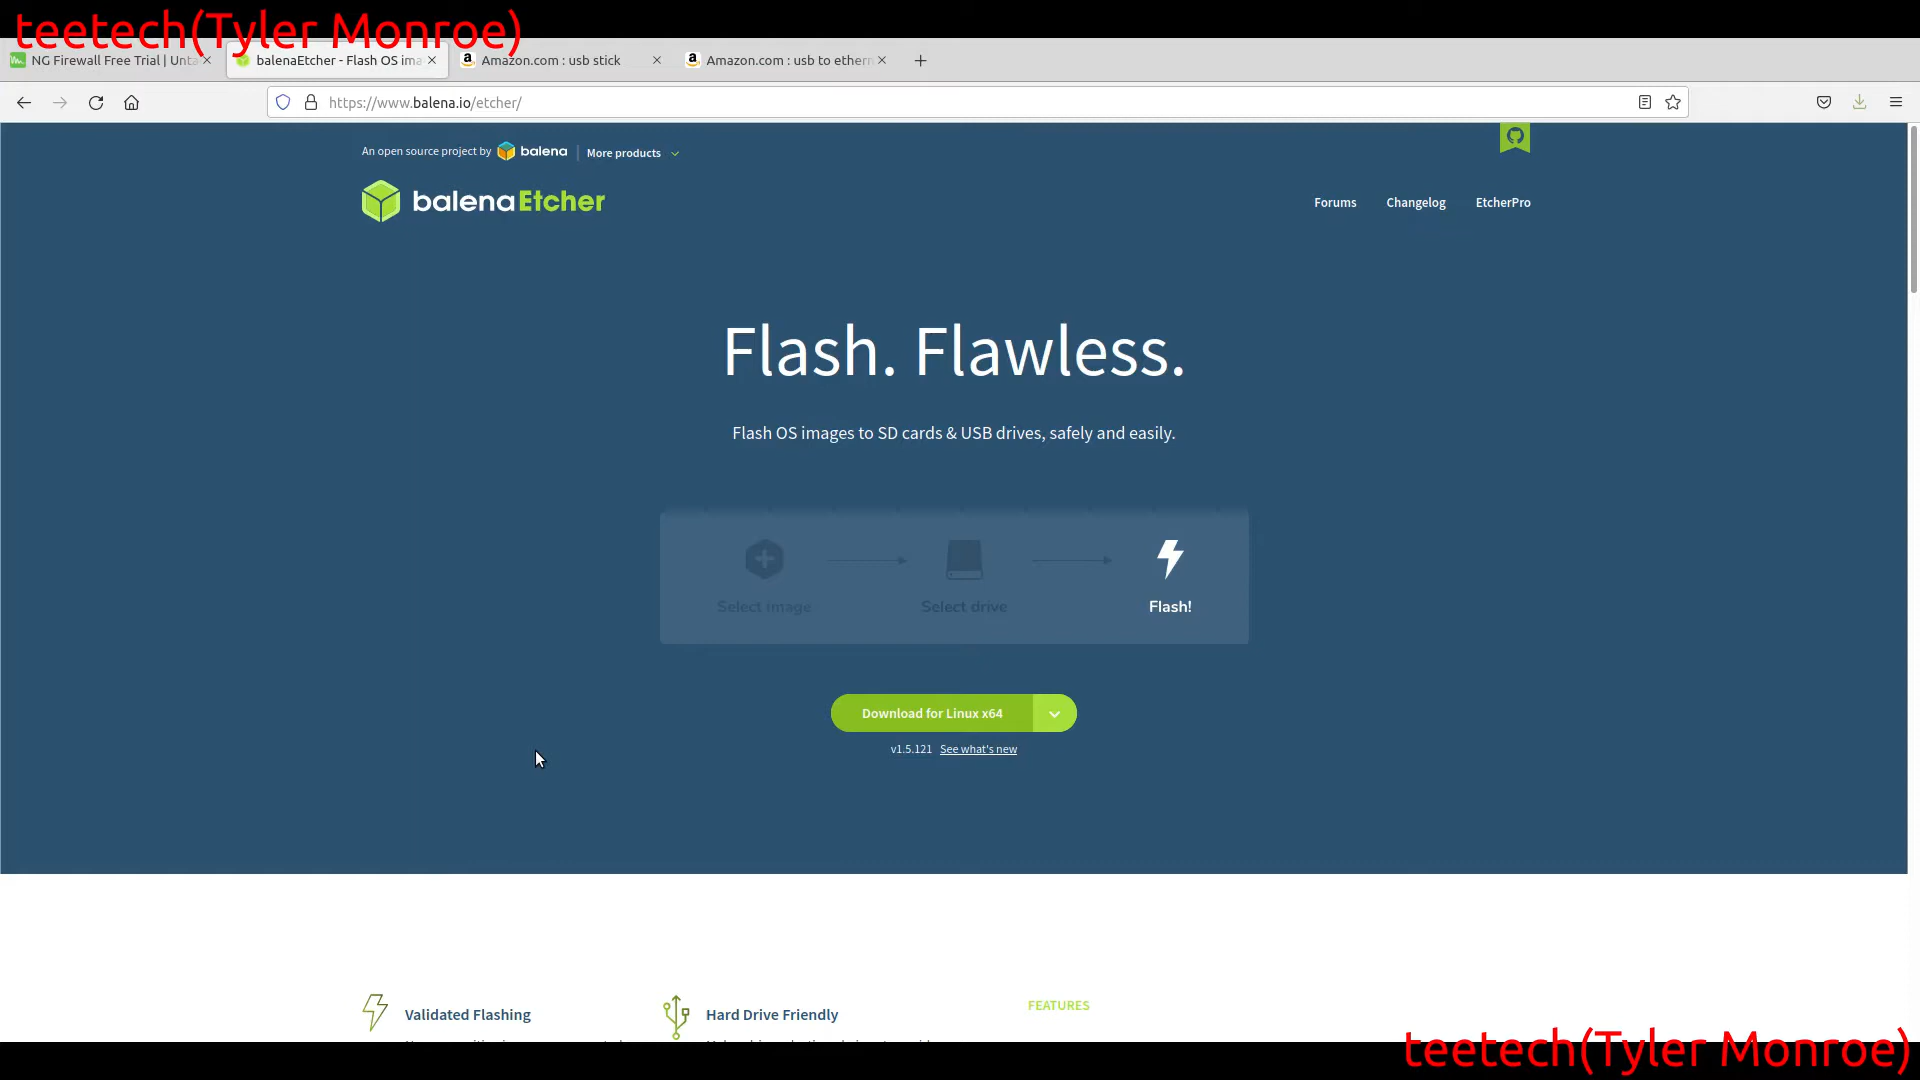 teetech(Tyler Monroe)
NG Firewall Free Trial | Unta
balenaEtcher - Flash OS ima
Amazon.com : usb stick
Amazon.com : usb to ethern
https://www.balena.io/etcher/
An open source project by balena
More products
balenaEtcher
Forums
Changelog
EtcherPro
Flash. Flawless.
Flash OS images to SD cards & USB drives, safely and easily.
Select image
Select drive
Flash!
Download for Linux x64
v1.5.121 See what's new
Validated Flashing
Hard Drive Friendly
FEATURES
teetech(Tyler Monroe)